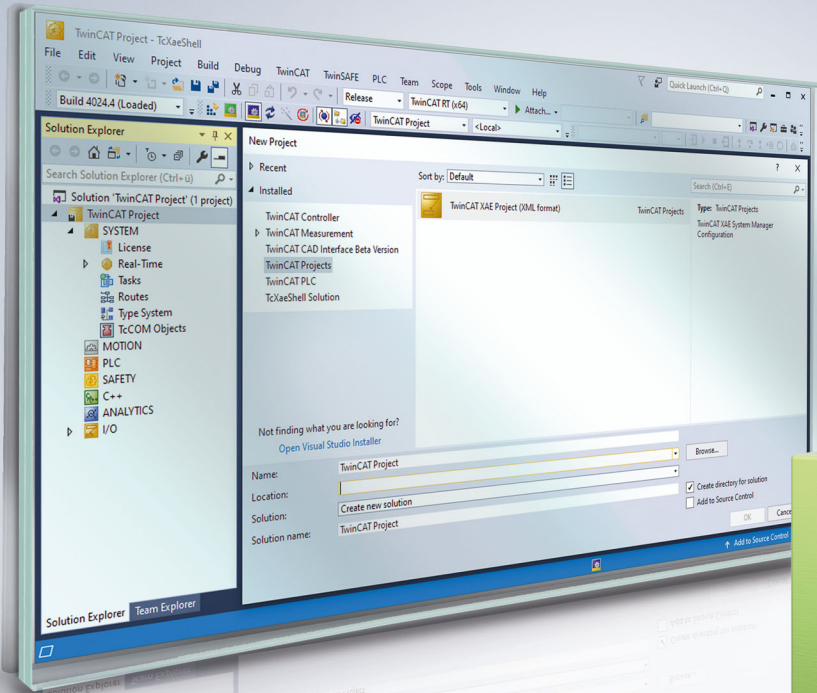 TwinCAT Project - TcXaeShell
File Edit View Project Build Debug TwinCAT TwinSAFE PLC Team Scope Tools Window Help
Quick Launch (Ctrl+Q)
Release TwinCAT RT (x64) Attach...
Build 4024.4 (Loaded) TwinCAT Project <Local>
Solution Explorer
Search Solution Explorer (Ctrl+ü)
Solution 'TwinCAT Project' (1 project)
TwinCAT Project
SYSTEM
License
Real-Time
Tasks
Routes
Type System
TcCOM Objects
MOTION
PLC
SAFETY
C++
ANALYTICS
I/O
Solution Explorer Team Explorer
New Project
? X
Recent
Installed
TwinCAT Controller
TwinCAT Measurement
TwinCAT CAD Interface Beta Version
TwinCAT Projects
TwinCAT PLC
TcXaeShell Solution
Not finding what you are looking for?
Open Visual Studio Installer
Sort by: Default
TwinCAT XAE Project (XML format) TwinCAT Projects
Search (Ctrl+E)
Type: TwinCAT Projects
TwinCAT XAE System Manager
Configuration
Name: TwinCAT Project
Location: Browse...
Solution: Create new solution
Solution name: TwinCAT Project
Create directory for solution
Add to Source Control
OK Cance
Add to Source Control